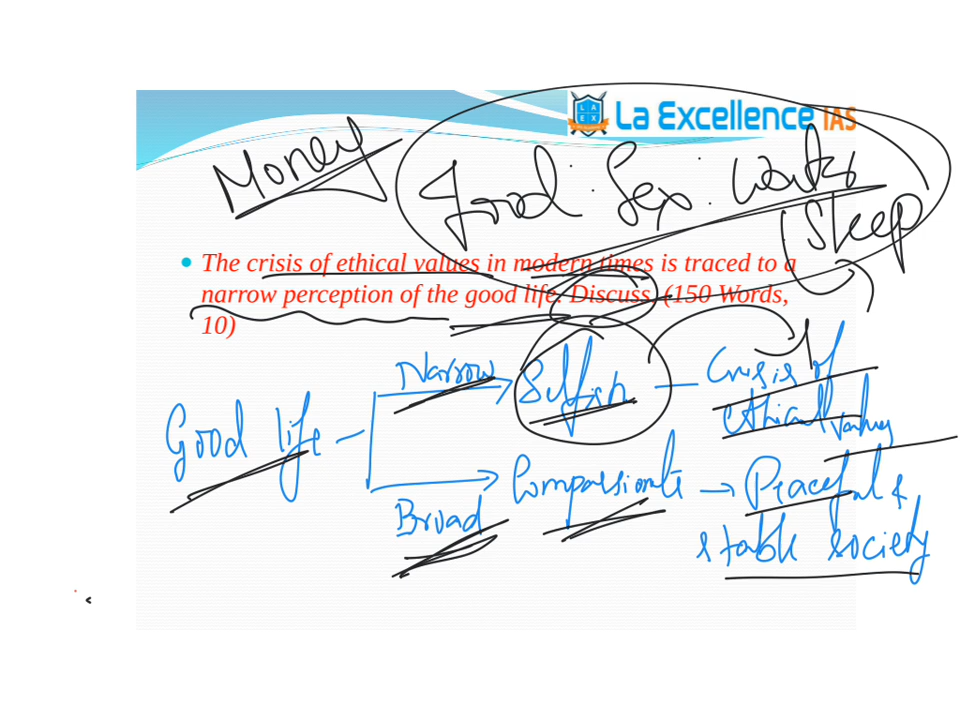 La Excellence IAS
Money
food. Sex. Works
Sleep
The crisis of ethical values in modern times is traced to a
narrow perception of the good life. Discuss (150 Words,
10)
Good life
Narrow
Selfish
Crisis of
ethical values
Broad
Compassionate
Peaceful &
stable society